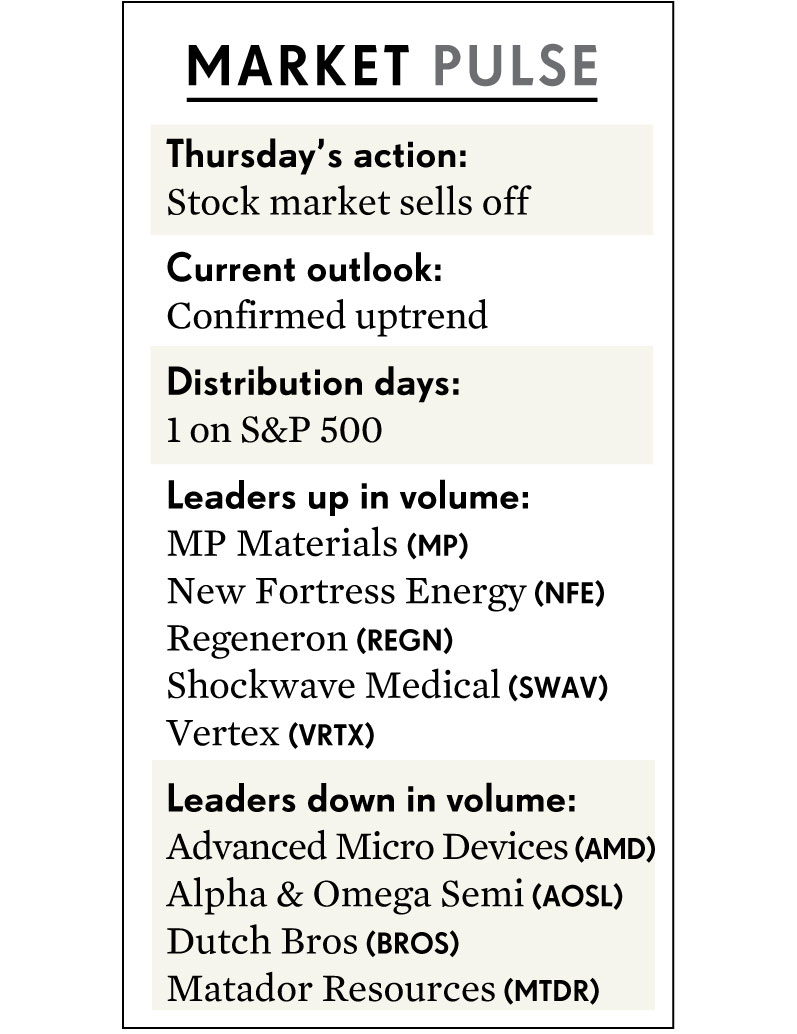 MARKET PULSE
Thursday’s action:
Stock market sells off
Current outlook:
Confirmed uptrend
Distribution days:
1 on S&P 500
Leaders up in volume:
MP Materials (MP)
New Fortress Energy (NFE)
Regeneron (REGN)
Shockwave Medical (SWAV)
Vertex (VRTX)
Leaders down in volume:
Advanced Micro Devices (AMD)
Alpha & Omega Semi (AOSL)
Dutch Bros (BROS)
Matador Resources (MTDR)